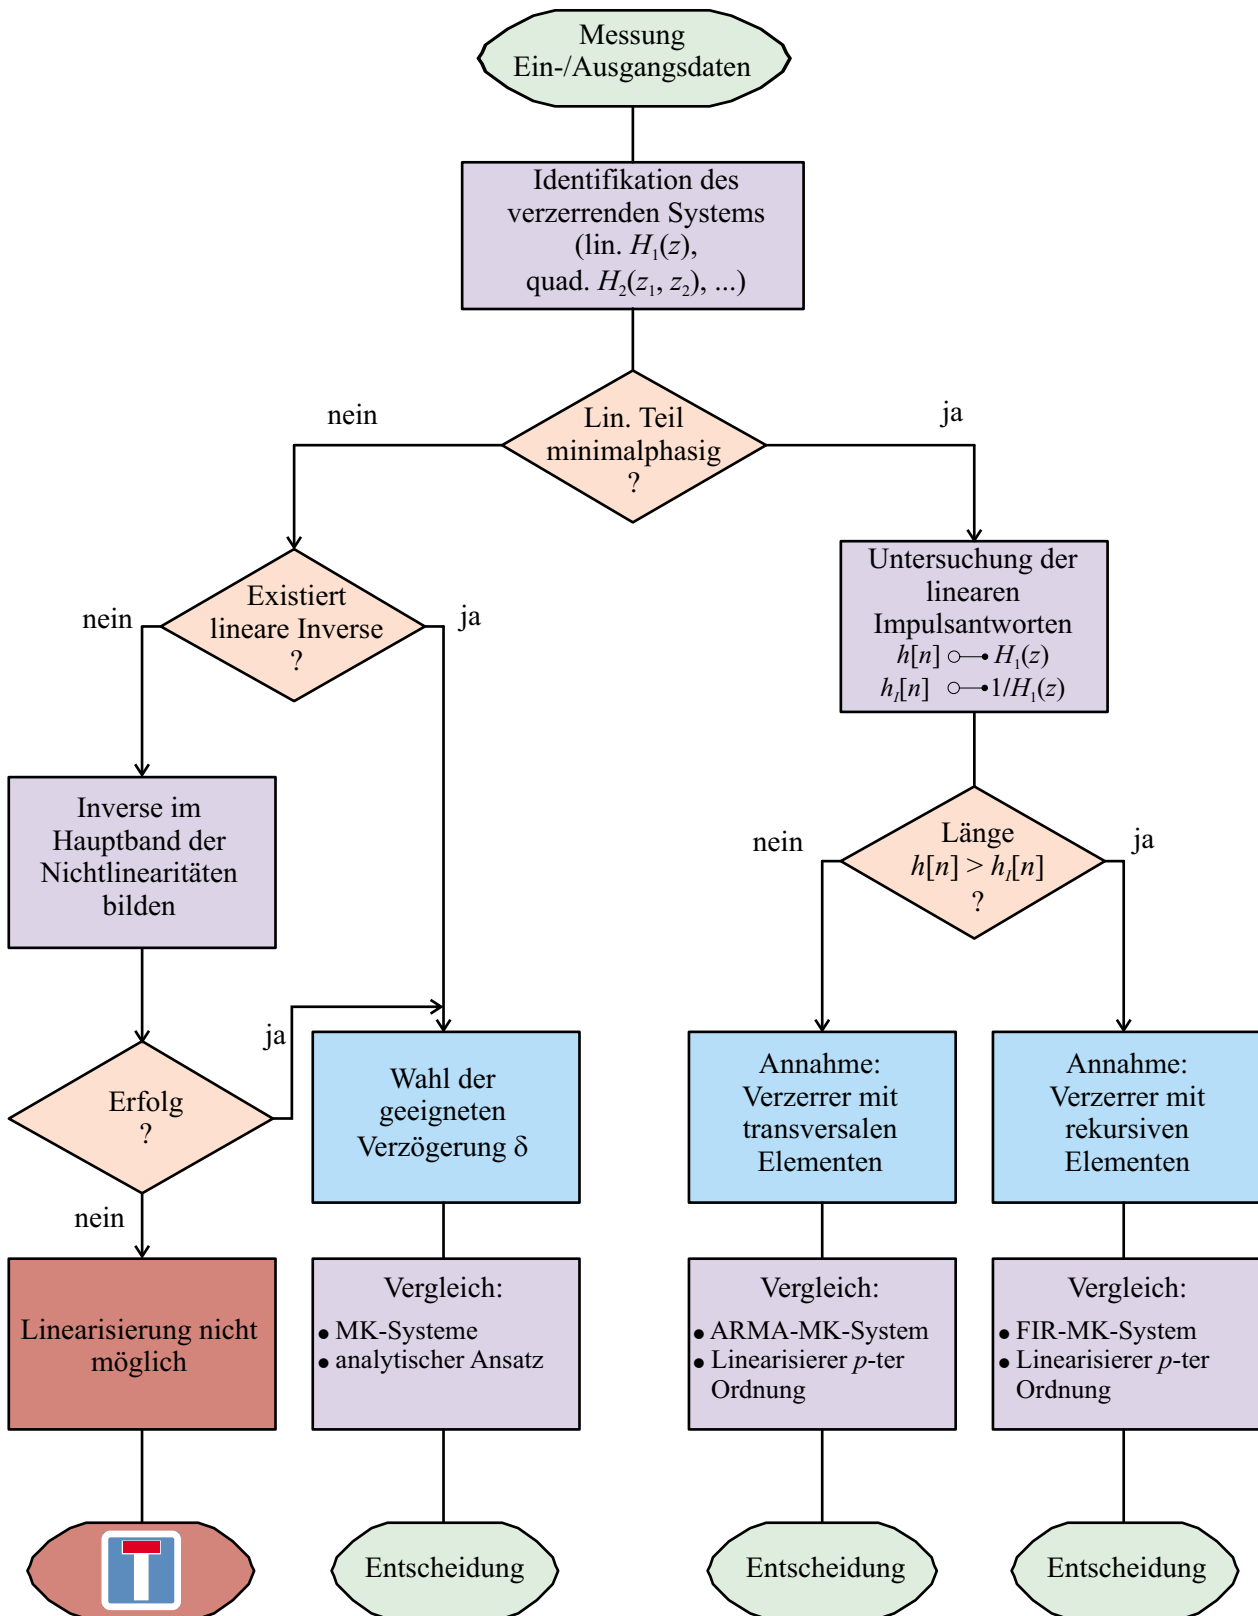 Messung
Ein-/Ausgangsdaten
Identifikation des
verzerrenden Systems
(lin. H₁(z),
quad. H₂(z₁, z₂), ...)
nein
Lin. Teil
minimalphasig
?
ja
nein
Existiert
lineare Inverse
?
ja
Untersuchung der
linearen
Impulsantworten
h[n] ○—● H₁(z)
h_I[n] ○—● 1/H₁(z)
Inverse im
Hauptband der
Nichtlinearitäten
bilden
nein
Länge
h[n] > h_I[n]
?
ja
Erfolg
?
ja
nein
Wahl der
geeigneten
Verzögerung δ
Annahme:
Verzerrer mit
transversalen
Elementen
Annahme:
Verzerrer mit
rekursiven
Elementen
Linearisierung nicht
möglich
Vergleich:
● MK-Systeme
● analytischer Ansatz
Vergleich:
● ARMA-MK-System
● Linearisierer p-ter
Ordnung
Vergleich:
● FIR-MK-System
● Linearisierer p-ter
Ordnung
Entscheidung
Entscheidung
Entscheidung